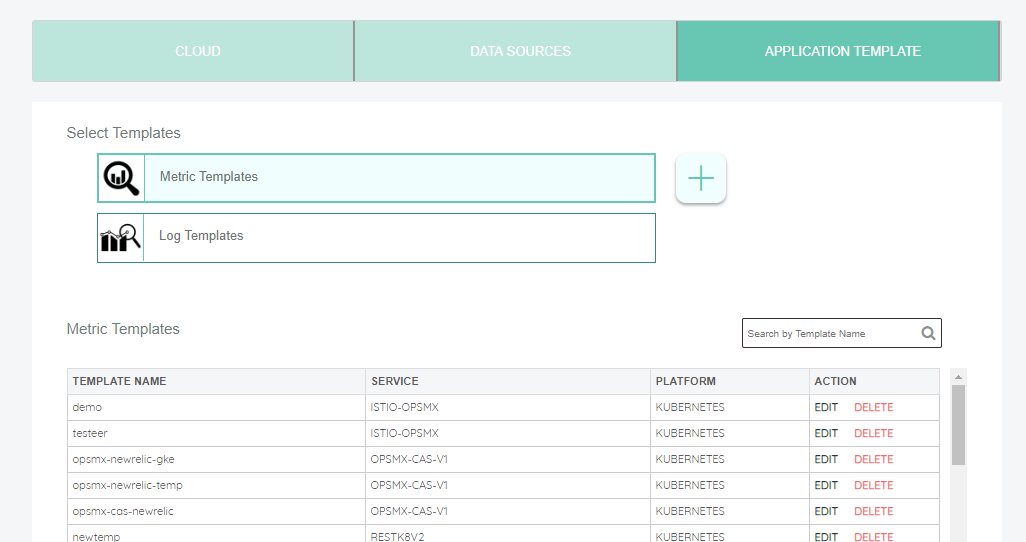 CLOUD DATA SOURCES APPLICATION TEMPLATE
Select Templates
Metric Templates
Log Templates
Metric Templates
Search by Template Name
TEMPLATE NAME SERVICE PLATFORM ACTION
demo ISTIO-OPSMX KUBERNETES EDIT DELETE
testeer ISTIO-OPSMX KUBERNETES EDIT DELETE
opsmx-newrelic-gke OPSMX-CAS-V1 KUBERNETES EDIT DELETE
opsmx-newrelic-temp OPSMX-CAS-V1 KUBERNETES EDIT DELETE
opsmx-cas-newrelic OPSMX-CAS-V1 KUBERNETES EDIT DELETE
newtemp RESTK8V2 KUBERNETES EDIT DELETE